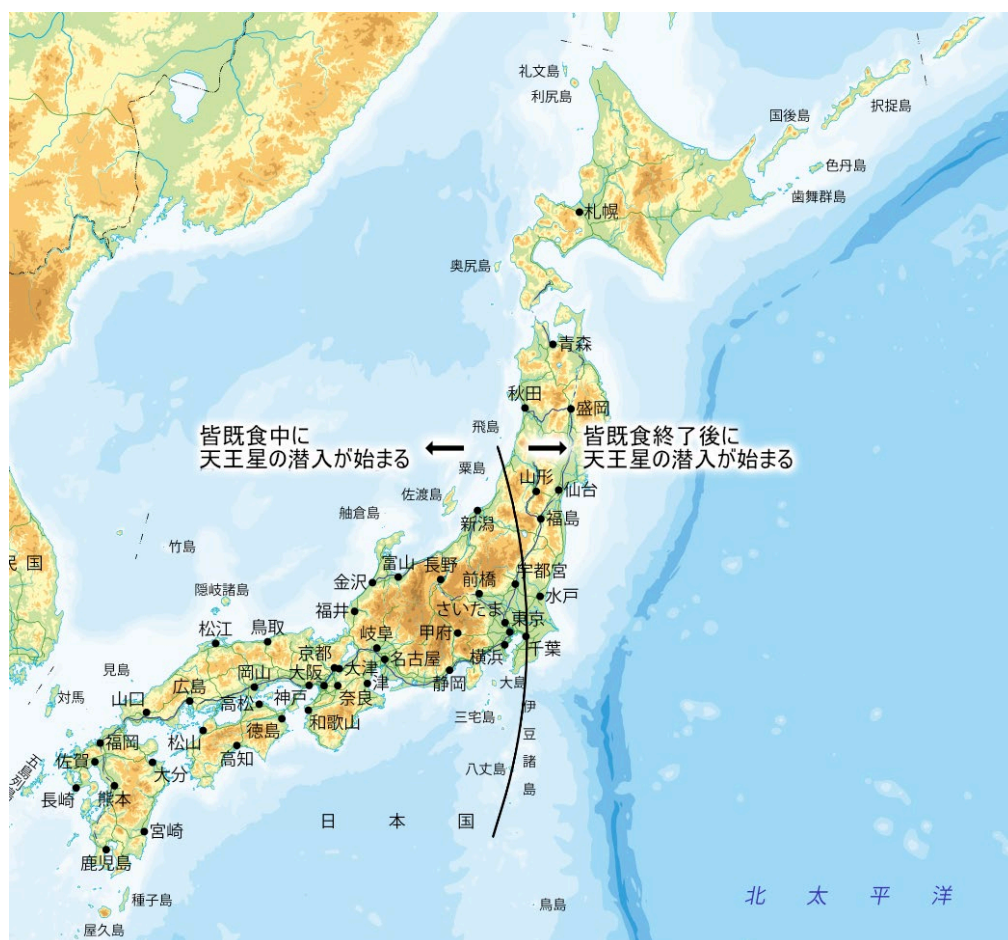 礼文島
利尻島
択捉島
国後島
色丹島
歯舞群島
札幌
奥尻島
青森
秋田
盛岡
飛島
皆既食中に
天王星の潜入が始まる
皆既食終了後に
天王星の潜入が始まる
粟島
佐渡島
山形
仙台
舳倉島
新潟
福島
竹島
民国
富山
長野
金沢
前橋
宇都宮
水戸
隠岐諸島
福井
さいたま
東京
松江
鳥取
岐阜
甲府
千葉
横浜
京都
名古屋
見島
大津
岡山
大阪
静岡
大島
対馬
広島
神戸
奈良
津
山口
高松
和歌山
三宅島
伊豆諸島
徳島
福岡
松山
高知
佐賀
大分
八丈島
五島列
長崎
熊本
日本国
宮崎
鹿児島
種子島
鳥島
北太平洋
屋久島